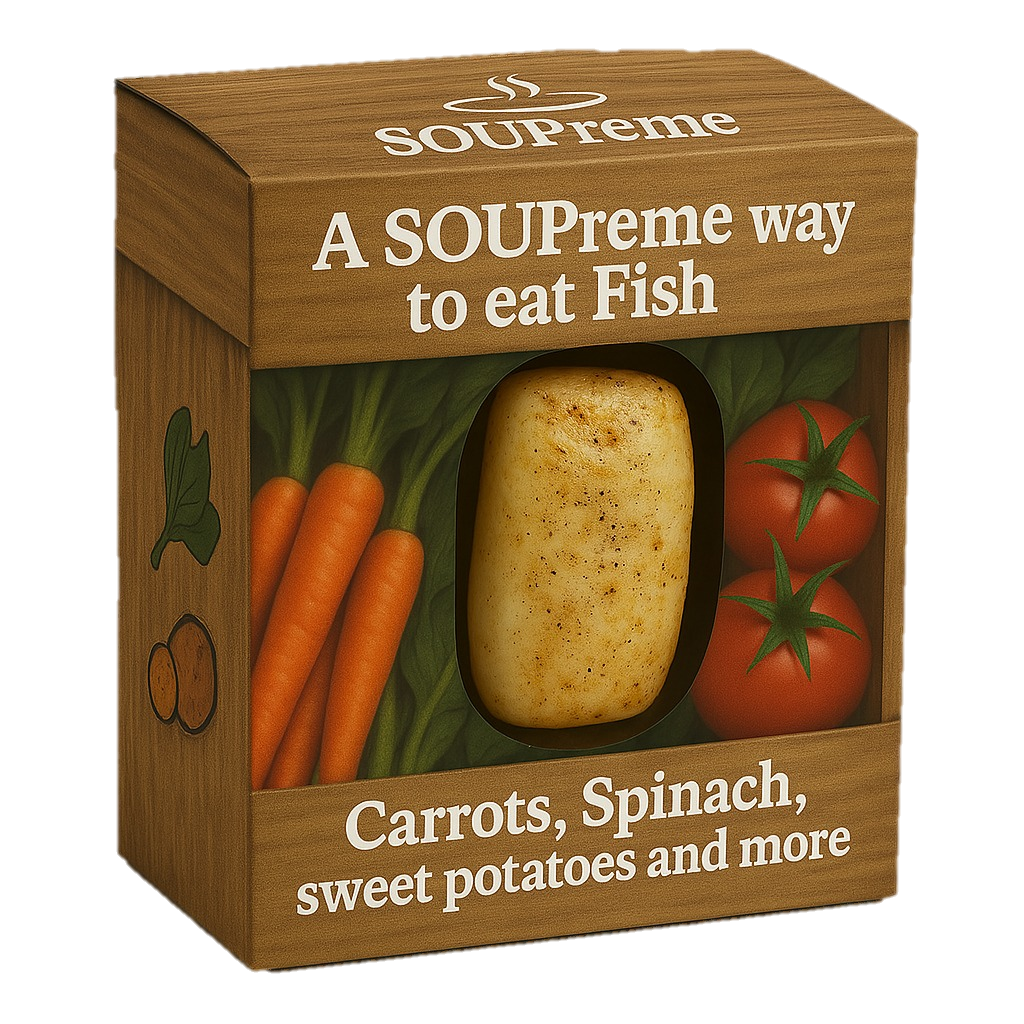 SOUPreme
A SOUPreme way
to eat Fish
Carrots, Spinach,
sweet potatoes and more